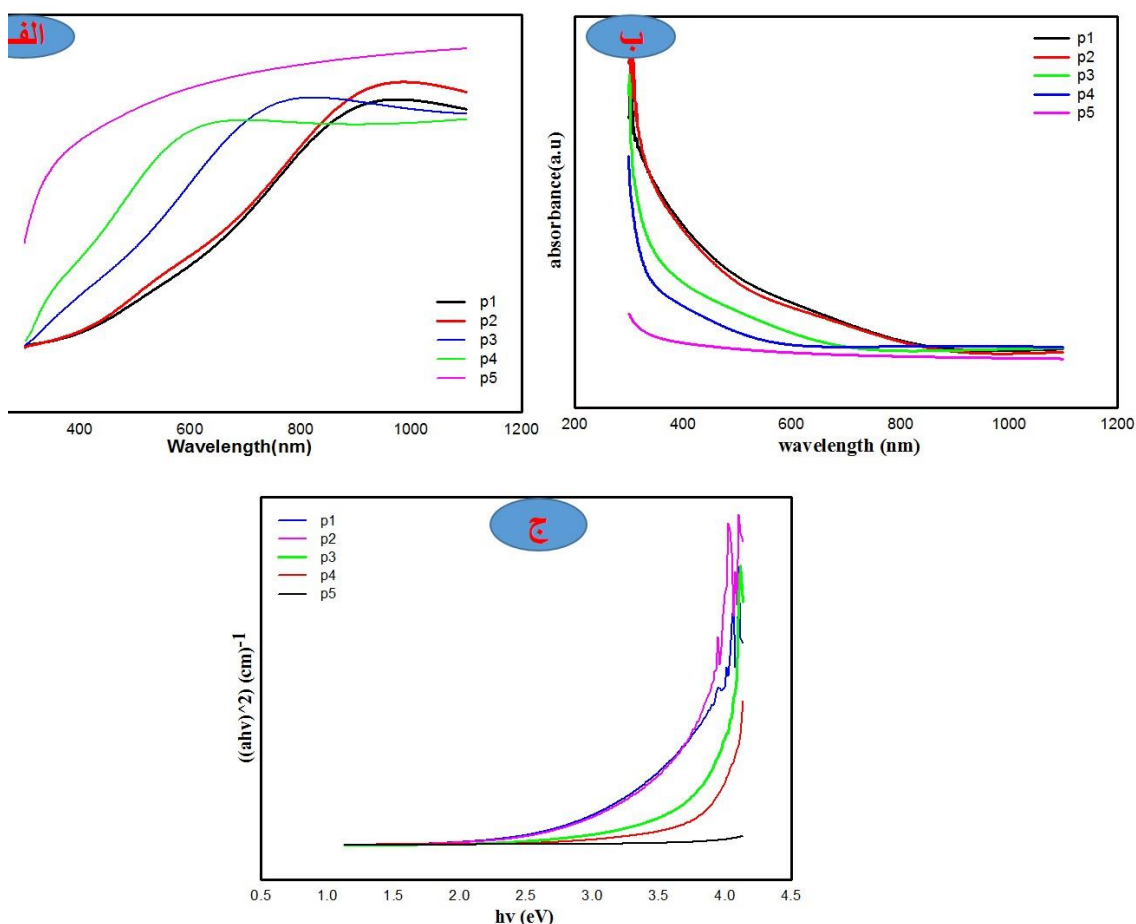 الف
p1
p2
p3
p4
p5
400 600 800 1000 1200
Wavelength(nm)
ب
p1
p2
p3
p4
p5
absorbance(a.u)
200 400 600 800 1000 1200
wavelength (nm)
ج
p1
p2
p3
p4
p5
((ahv)^2) (cm)-1
0.5 1.0 1.5 2.0 2.5 3.0 3.5 4.0 4.5
hv (eV)